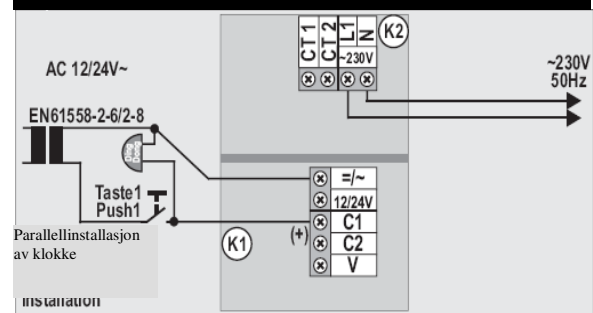 CT1
CT2
L1
N
K2
~230V
AC 12/24V~
~230V
50Hz
EN61558-2-6/2-8
Ding
Dong
Taste1
Push1
=/~
12/24V
C1
(+)
C2
V
K1
Parallellinstallasjon
av klokke
Installation